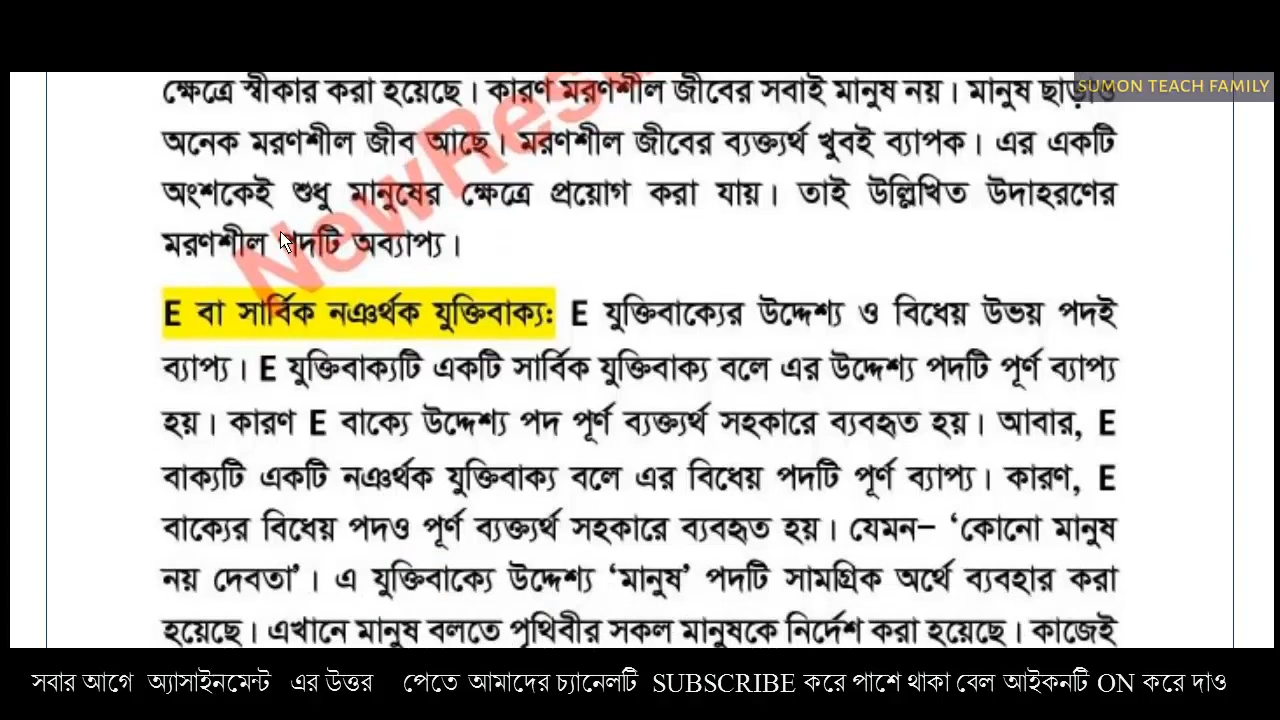 ক্ষেত্রে স্বীকার করা হয়েছে। কারণ মরণশীল জীবের সবাই মানুষ নয়। মানুষ ছাড়াও
SUMON TEACH FAMILY
অনেক মরণশীল জীব আছে। মরণশীল জীবের ব্যক্ত্যর্থ খুবই ব্যাপক। এর একটি
অংশকেই শুধু মানুষের ক্ষেত্রে প্রয়োগ করা যায়। তাই উল্লিখিত উদাহরণের
মরণশীল পদটি অব্যাপ্য।
E বা সার্বিক নঞর্থক যুক্তিবাক্য: E যুক্তিবাক্যের উদ্দেশ্য ও বিধেয় উভয় পদই
ব্যাপ্য। E যুক্তিবাক্যটি একটি সার্বিক যুক্তিবাক্য বলে এর উদ্দেশ্য পদটি পূর্ণ ব্যাপ্য
হয়। কারণ E বাক্যে উদ্দেশ্য পদ পূর্ণ ব্যক্ত্যর্থ সহকারে ব্যবহৃত হয়। আবার, E
বাক্যটি একটি নঞর্থক যুক্তিবাক্য বলে এর বিধেয় পদটি পূর্ণ ব্যাপ্য। কারণ, E
বাক্যের বিধেয় পদও পূর্ণ ব্যক্ত্যর্থ সহকারে ব্যবহৃত হয়। যেমন– ‘কোনো মানুষ
নয় দেবতা’। এ যুক্তিবাক্যে উদ্দেশ্য ‘মানুষ’ পদটি সামগ্রিক অর্থে ব্যবহার করা
হয়েছে। এখানে মানুষ বলতে পৃথিবীর সকল মানুষকে নির্দেশ করা হয়েছে। কাজেই
সবার আগে অ্যাসাইনমেন্ট এর উত্তর পেতে আমাদের চ্যানেলটি SUBSCRIBE করে পাশে থাকা বেল আইকনটি ON করে দাও